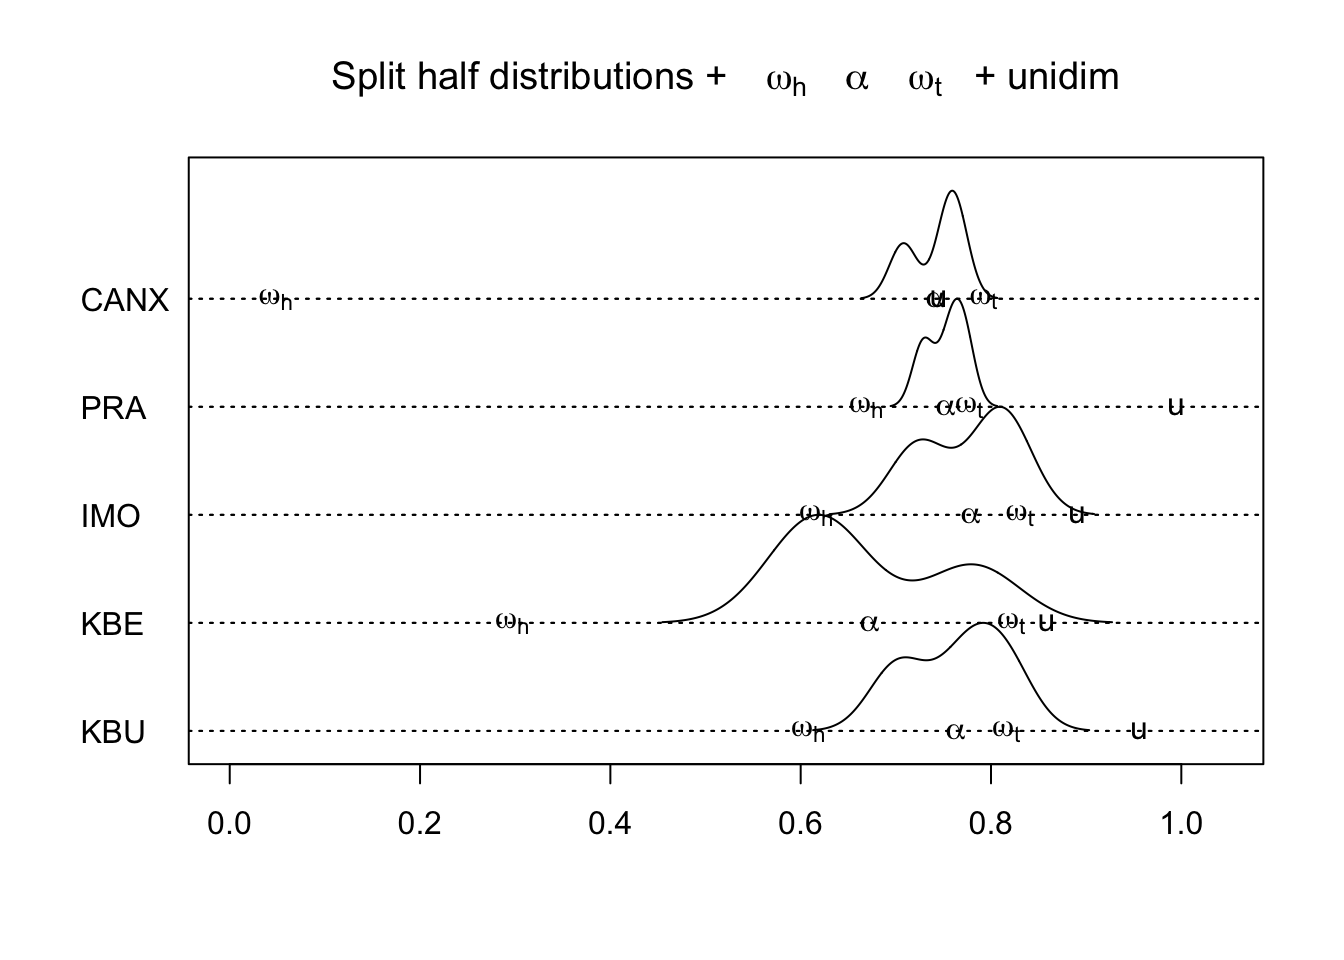 Split half distributions + ωh α ωt + unidim
CANX ωh α u ωt
PRA ωh α ωt u
IMO ωh α ωt u
KBE ωh α ωt u
KBU ωh α ωt u
0.0 0.2 0.4 0.6 0.8 1.0